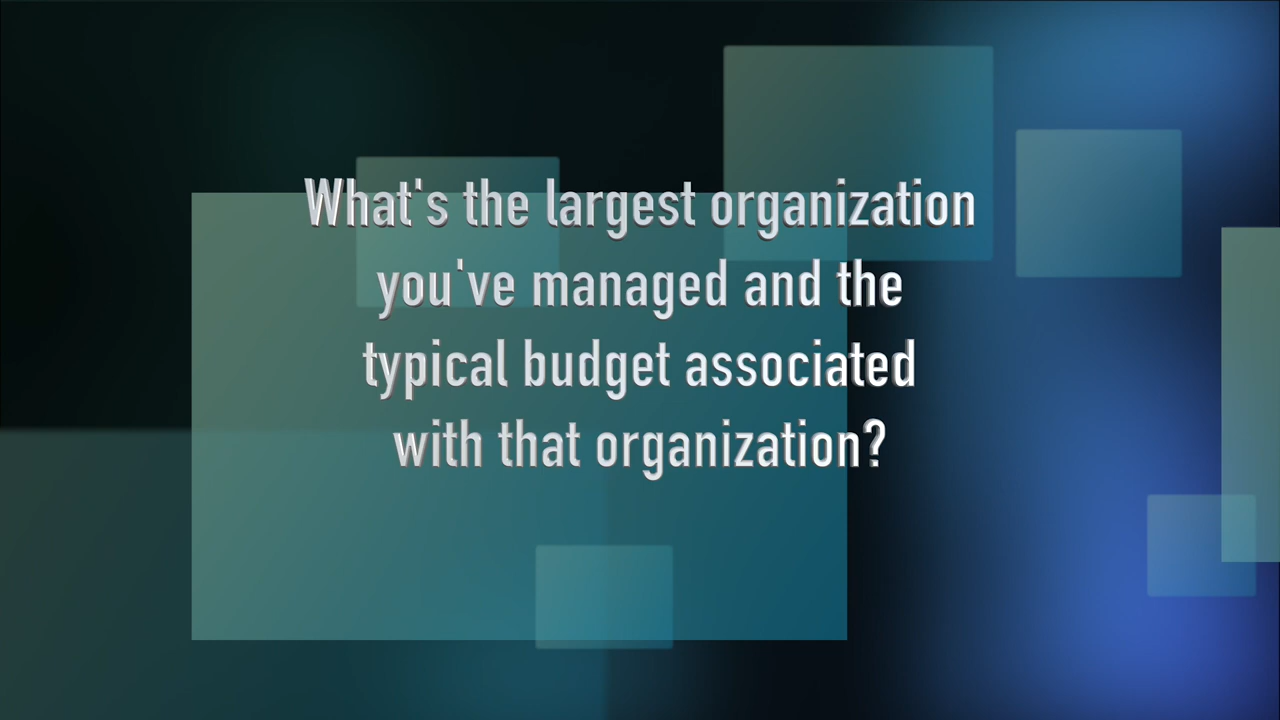 What's the largest organization
you've managed and the
typical budget associated
with that organization?